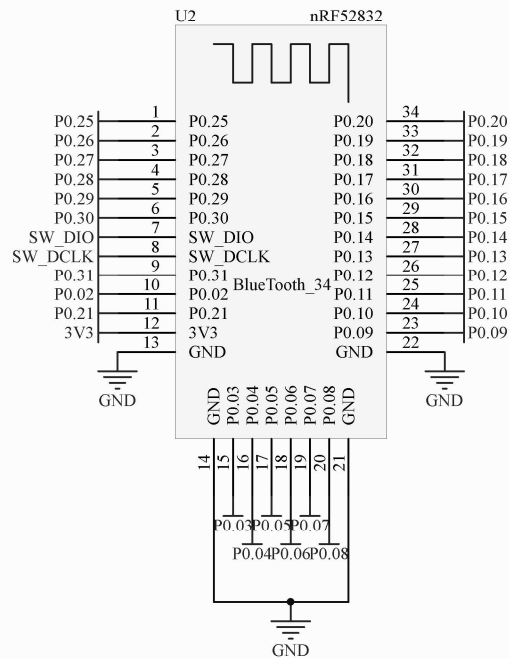 U2 nRF52832
P0.25 1 P0.25 P0.20 34 P0.20
P0.26 2 P0.26 P0.19 33 P0.19
P0.27 3 P0.27 P0.18 32 P0.18
P0.28 4 P0.28 P0.17 31 P0.17
P0.29 5 P0.29 P0.16 30 P0.16
P0.30 6 P0.30 P0.15 29 P0.15
SW_DIO 7 SW_DIO P0.14 28 P0.14
SW_DCLK 8 SW_DCLK P0.13 27 P0.13
P0.31 9 P0.31 P0.12 26 P0.12
P0.02 10 P0.02 BlueTooth_34 P0.11 25 P0.11
P0.21 11 P0.21 P0.10 24 P0.10
3V3 12 3V3 P0.09 23 P0.09
13 GND GND 22
GND GND
GND P0.03 P0.04 P0.05 P0.06 P0.07 P0.08 GND
14 15 16 17 18 19 20 21
P0.03 P0.05 P0.07
P0.04 P0.06 P0.08
GND